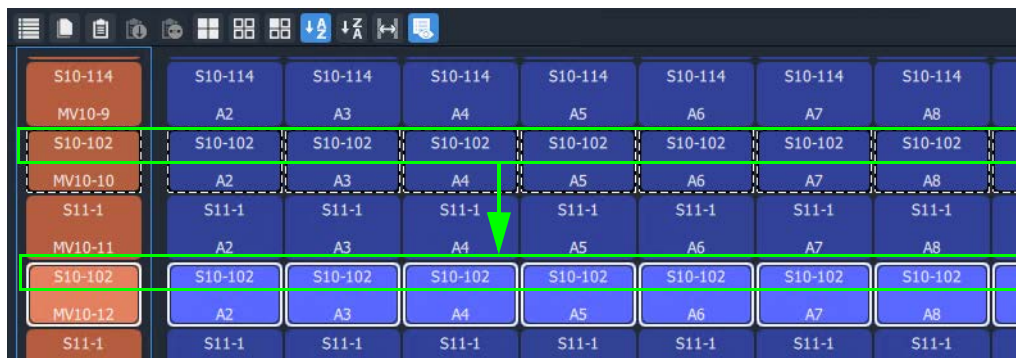 S10-114 S10-114 S10-114 S10-114 S10-114 S10-114 S10-114 S10-114
MV10-9 A2 A3 A4 A5 A6 A7 A8
S10-102 S10-102 S10-102 S10-102 S10-102 S10-102 S10-102 S10-102
MV10-10 A2 A3 A4 A5 A6 A7 A8
S11-1 S11-1 S11-1 S11-1 S11-1 S11-1 S11-1 S11-1
MV10-11 A2 A3 A4 A5 A6 A7 A8
S10-102 S10-102 S10-102 S10-102 S10-102 S10-102 S10-102 S10-102
MV10-12 A2 A3 A4 A5 A6 A7 A8
S11-1 S11-1 S11-1 S11-1 S11-1 S11-1 S11-1 S11-1